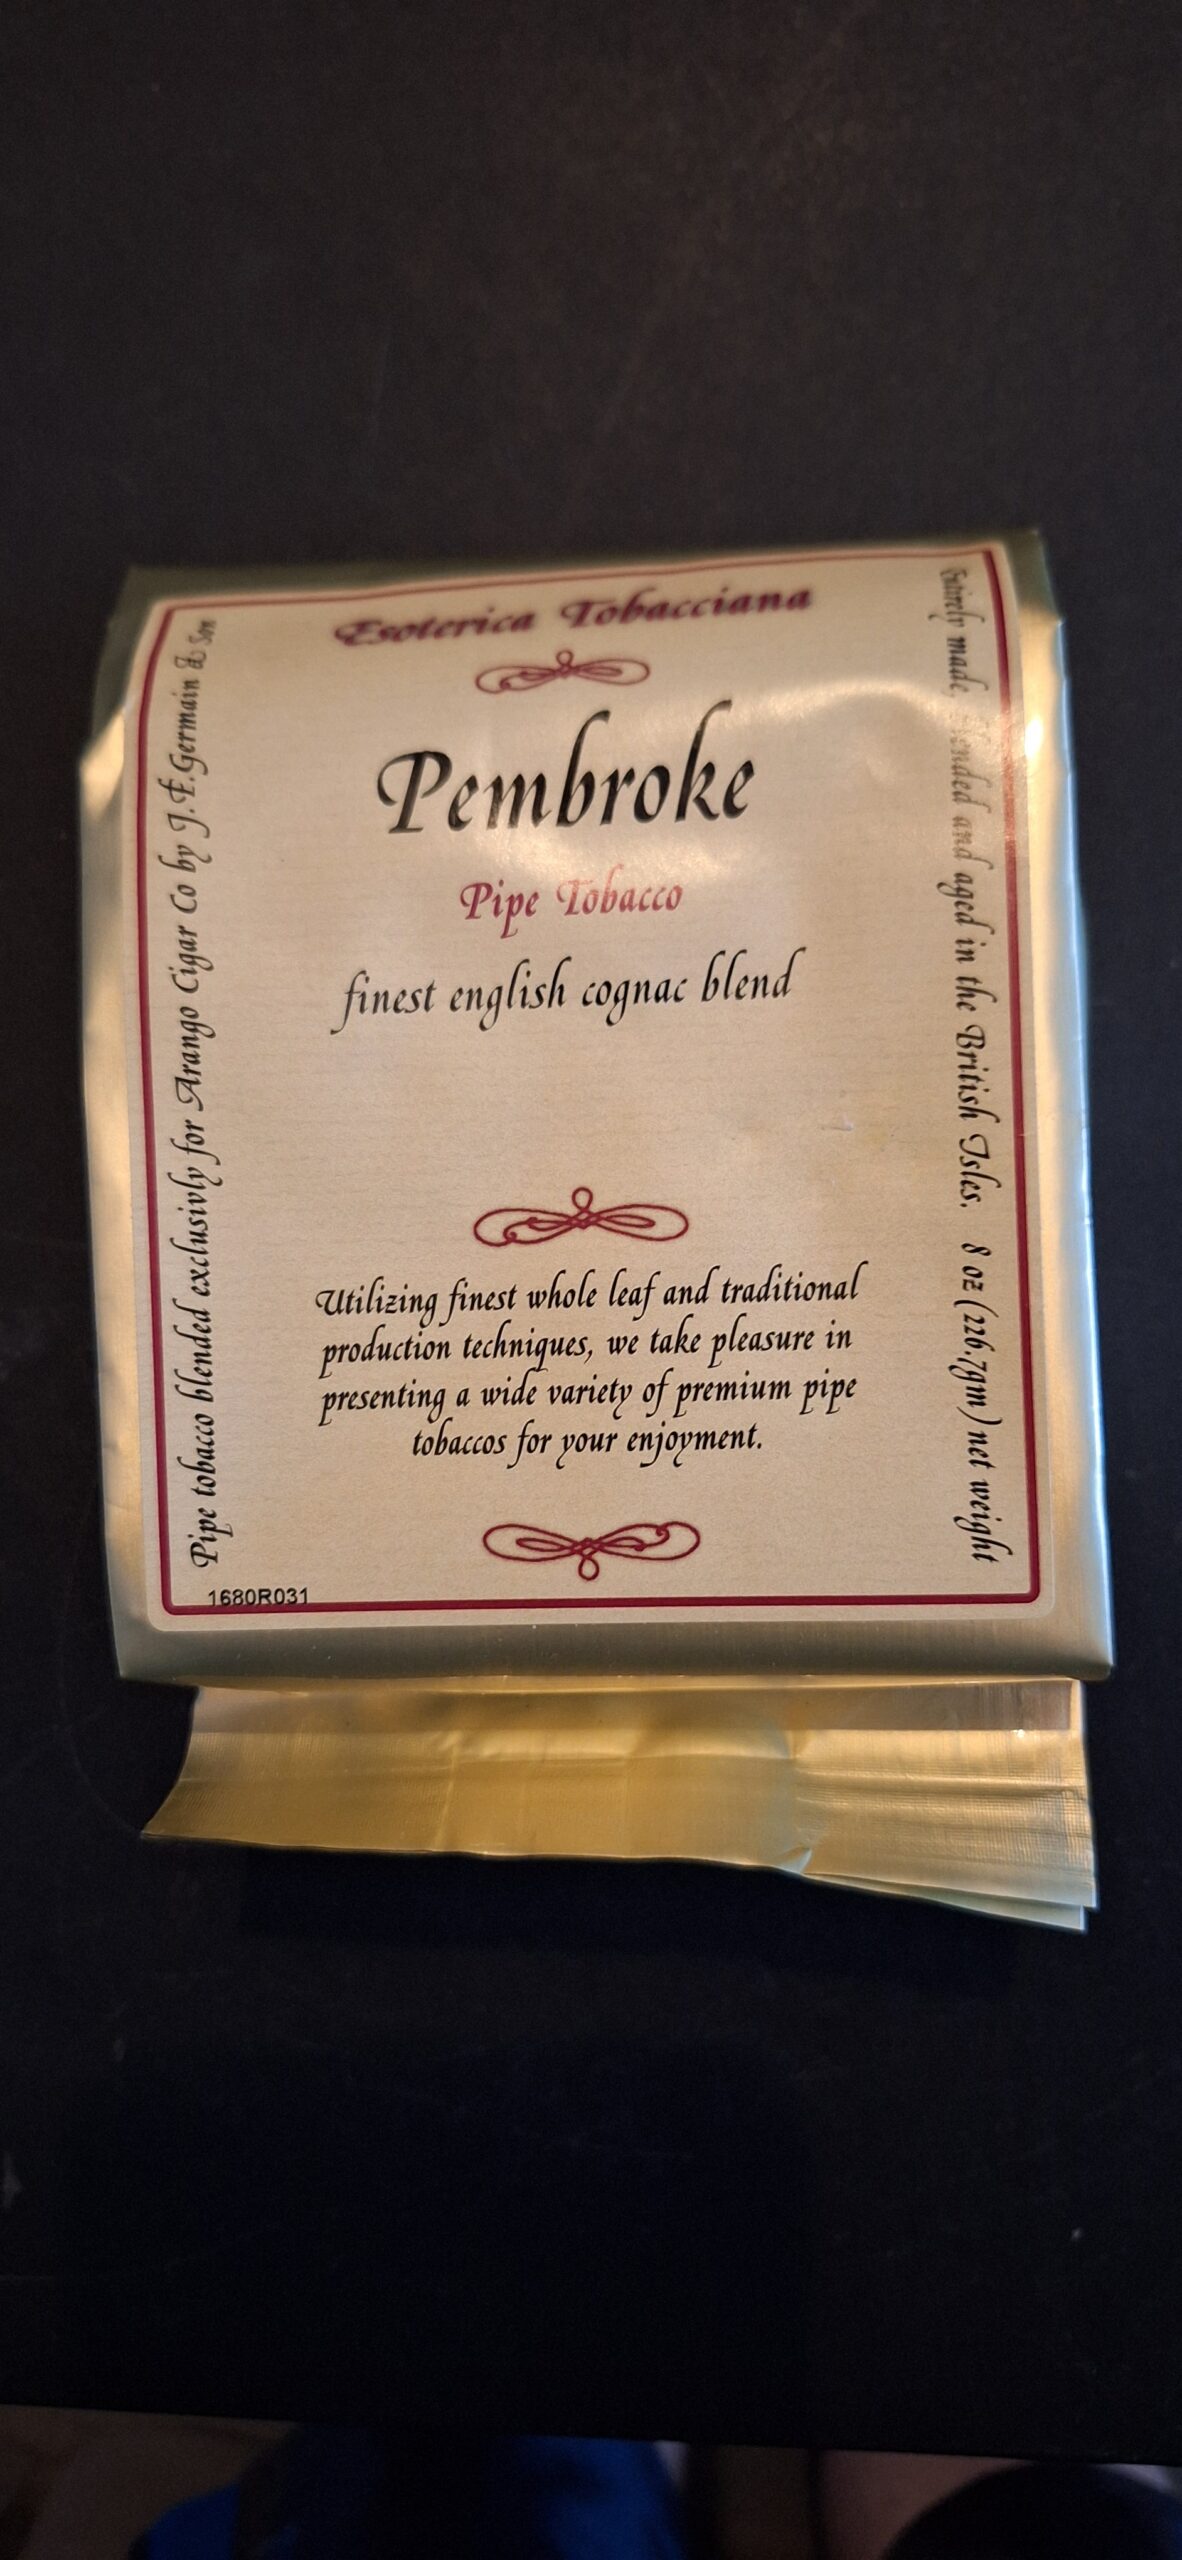 Esoterica Tobacciana
Pembroke
Pipe Tobacco
finest english cognac blend
Utilizing finest whole leaf and traditional
production techniques, we take pleasure in
presenting a wide variety of premium pipe
tobaccos for your enjoyment.
Pipe tobacco blended exclusivly for Arango Cigar Co by J.F.Germain & Son
Entirely made, blended and aged in the British Isles. 8 oz (226.7gm) net weight
1680R031